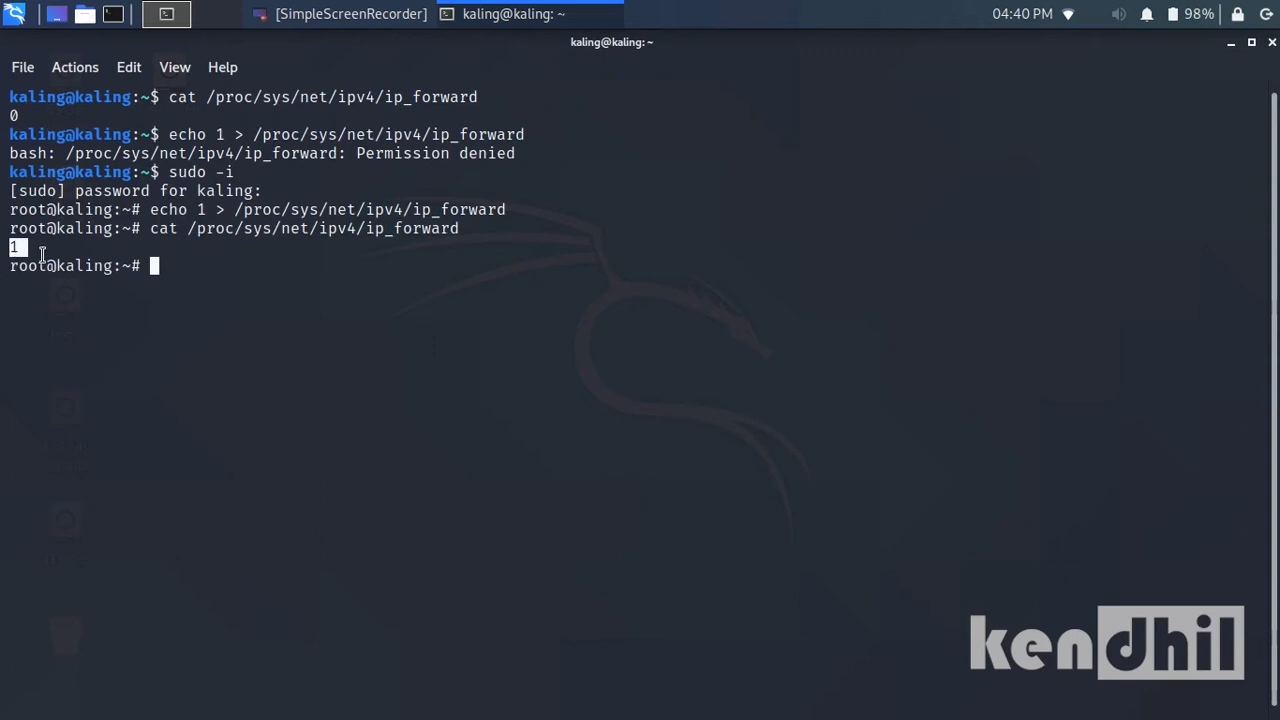 [SimpleScreenRecorder] kaling@kaling: ~ 04:40 PM 98%
kaling@kaling: ~
File Actions Edit View Help
kaling@kaling:~$ cat /proc/sys/net/ipv4/ip_forward
0
kaling@kaling:~$ echo 1 > /proc/sys/net/ipv4/ip_forward
bash: /proc/sys/net/ipv4/ip_forward: Permission denied
kaling@kaling:~$ sudo -i
[sudo] password for kaling:
root@kaling:~# echo 1 > /proc/sys/net/ipv4/ip_forward
root@kaling:~# cat /proc/sys/net/ipv4/ip_forward
1
root@kaling:~#
kendhil